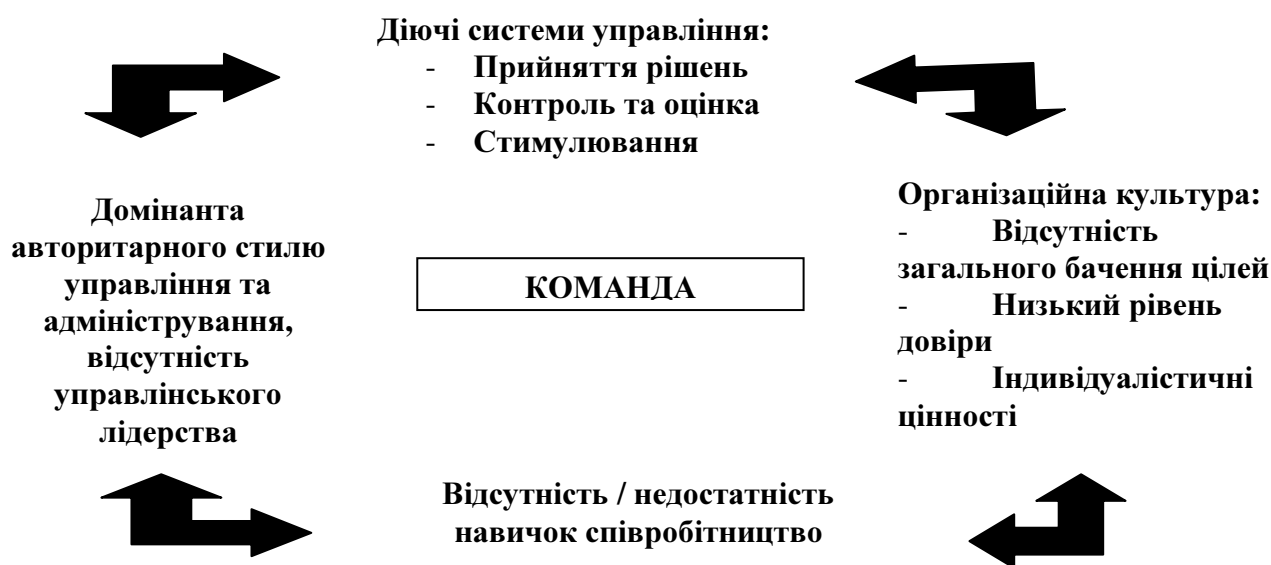 Діючі системи управління:
- Прийняття рішень
- Контроль та оцінка
- Стимулювання
Домінанта
авторитарного стилю
управління та
адміністрування,
відсутність
управлінського
лідерства
КОМАНДА
Організаційна культура:
- Відсутність
загального бачення цілей
- Низький рівень
довіри
- Індивідуалістичні
цінності
Відсутність / недостатність
навичок співробітництво